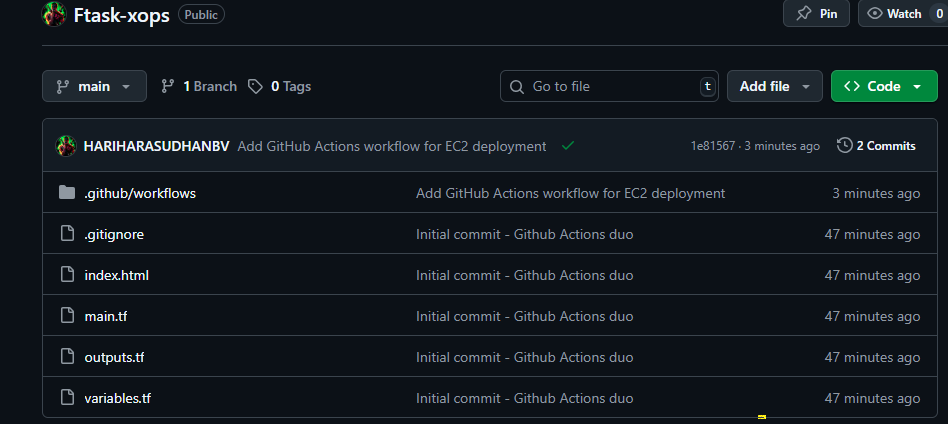 Ftask-xops Public Pin Watch 0
main 1 Branch 0 Tags Go to file t Add file Code
HARIHARASUDHANBV Add GitHub Actions workflow for EC2 deployment 1e81567 · 3 minutes ago 2 Commits
.github/workflows Add GitHub Actions workflow for EC2 deployment 3 minutes ago
.gitignore Initial commit - Github Actions duo 47 minutes ago
index.html Initial commit - Github Actions duo 47 minutes ago
main.tf Initial commit - Github Actions duo 47 minutes ago
outputs.tf Initial commit - Github Actions duo 47 minutes ago
variables.tf Initial commit - Github Actions duo 47 minutes ago